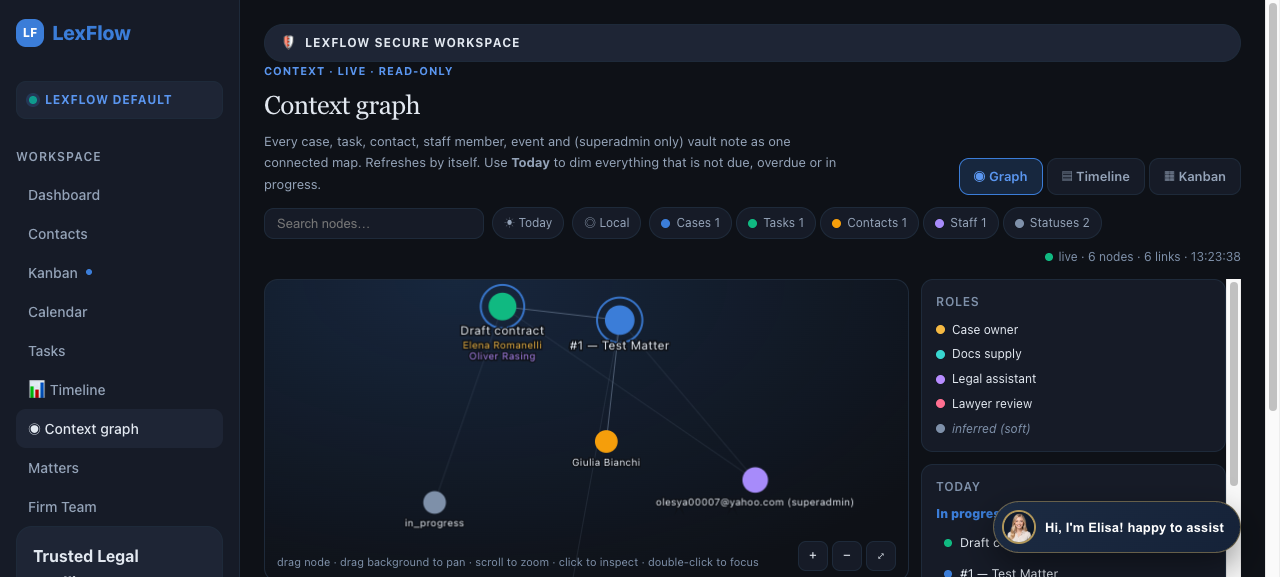 LF LexFlow
LEXFLOW DEFAULT
WORKSPACE
Dashboard
Contacts
Kanban
Calendar
Tasks
Timeline
Context graph
Matters
Firm Team
Trusted Legal
LEXFLOW SECURE WORKSPACE
CONTEXT · LIVE · READ-ONLY
Context graph
Every case, task, contact, staff member, event and (superadmin only) vault note as one
connected map. Refreshes by itself. Use Today to dim everything that is not due, overdue or in
progress.
Graph
Timeline
Kanban
Search nodes...
Today
Local
Cases 1
Tasks 1
Contacts 1
Staff 1
Statuses 2
live · 6 nodes · 6 links · 13:23:38
Draft contract
Elena Romanelli
Oliver Rasing
#1 — Test Matter
Giulia Bianchi
olesya00007@yahoo.com (superadmin)
in_progress
drag node · drag background to pan · scroll to zoom · click to inspect · double-click to focus
ROLES
Case owner
Docs supply
Legal assistant
Lawyer review
inferred (soft)
TODAY
In progres
Draft c
#1 — Test Matter
Hi, I'm Elisa! happy to assist